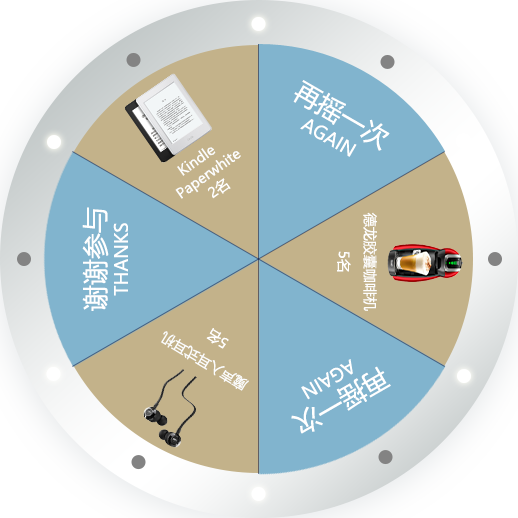 再摇一次
AGAIN
德龙胶囊咖啡机
5名
再摇一次
AGAIN
魔声入耳式耳机
5名
谢谢参与
THANKS
Kindle
Paperwhite
2名